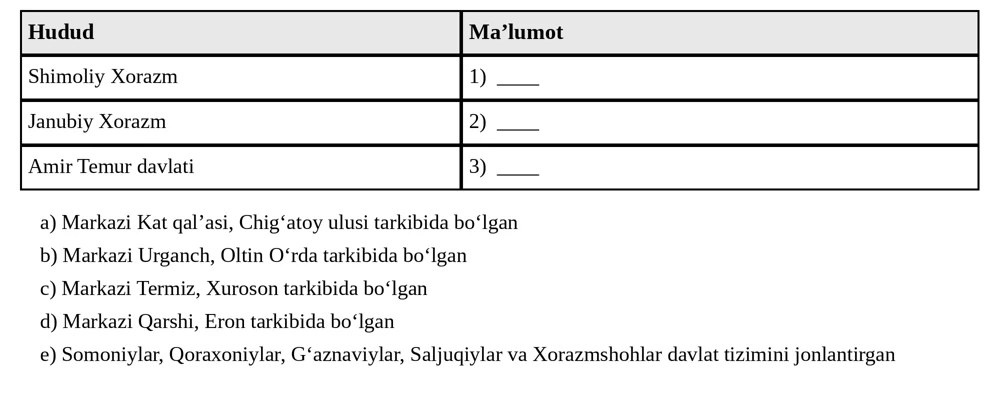 Hudud Ma’lumot
Shimoliy Xorazm 1) ____
Janubiy Xorazm 2) ____
Amir Temur davlati 3) ____
a) Markazi Kat qal’asi, Chig‘atoy ulusi tarkibida bo‘lgan
b) Markazi Urganch, Oltin O‘rda tarkibida bo‘lgan
c) Markazi Termiz, Xuroson tarkibida bo‘lgan
d) Markazi Qarshi, Eron tarkibida bo‘lgan
e) Somoniylar, Qoraxoniylar, G‘aznaviylar, Saljuqiylar va Xorazmshohlar davlat tizimini jonlantirgan